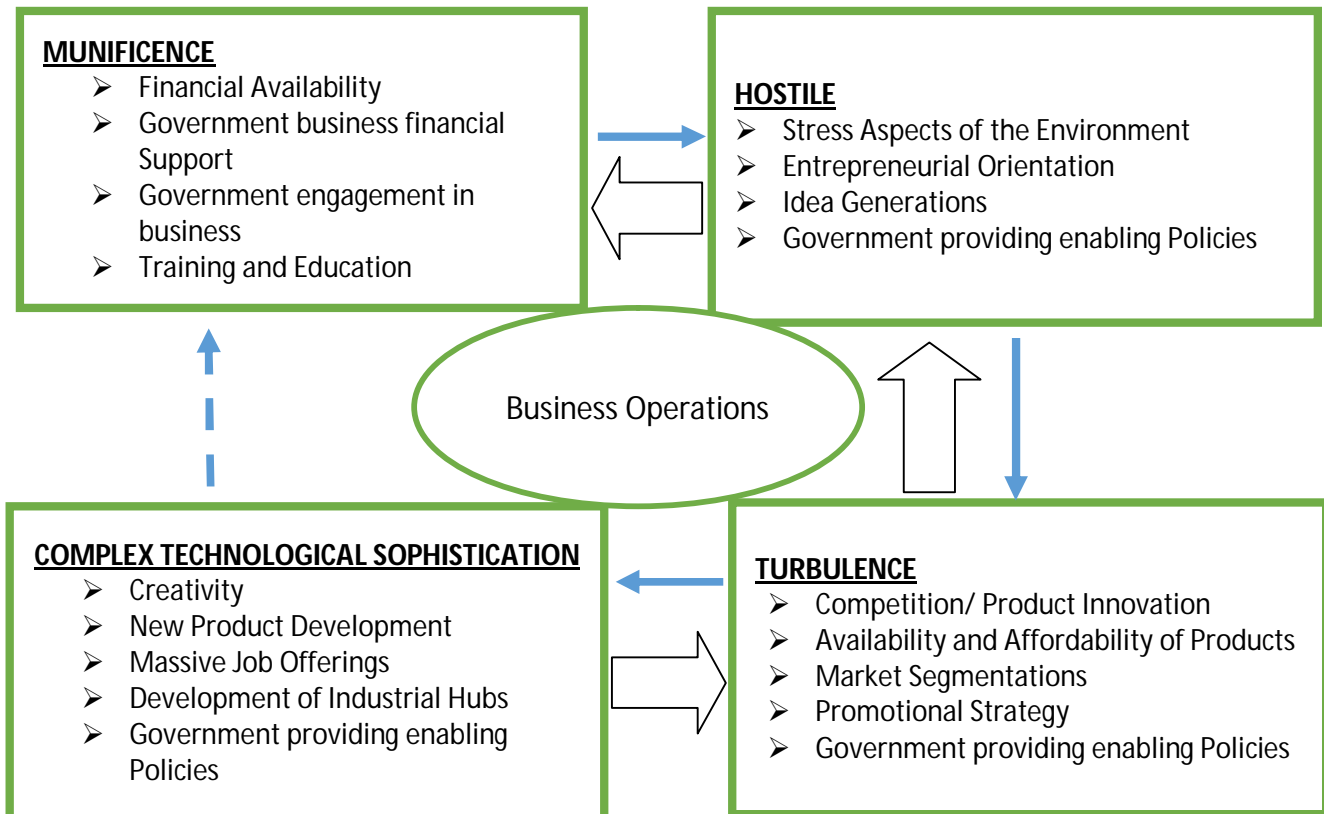 MUNIFICENCE
➢ Financial Availability
➢ Government business financial
Support
➢ Government engagement in
business
➢ Training and Education
HOSTILE
➢ Stress Aspects of the Environment
➢ Entrepreneurial Orientation
➢ Idea Generations
➢ Government providing enabling Policies
Business Operations
COMPLEX TECHNOLOGICAL SOPHISTICATION
➢ Creativity
➢ New Product Development
➢ Massive Job Offerings
➢ Development of Industrial Hubs
➢ Government providing enabling
Policies
TURBULENCE
➢ Competition/ Product Innovation
➢ Availability and Affordability of Products
➢ Market Segmentations
➢ Promotional Strategy
➢ Government providing enabling Policies